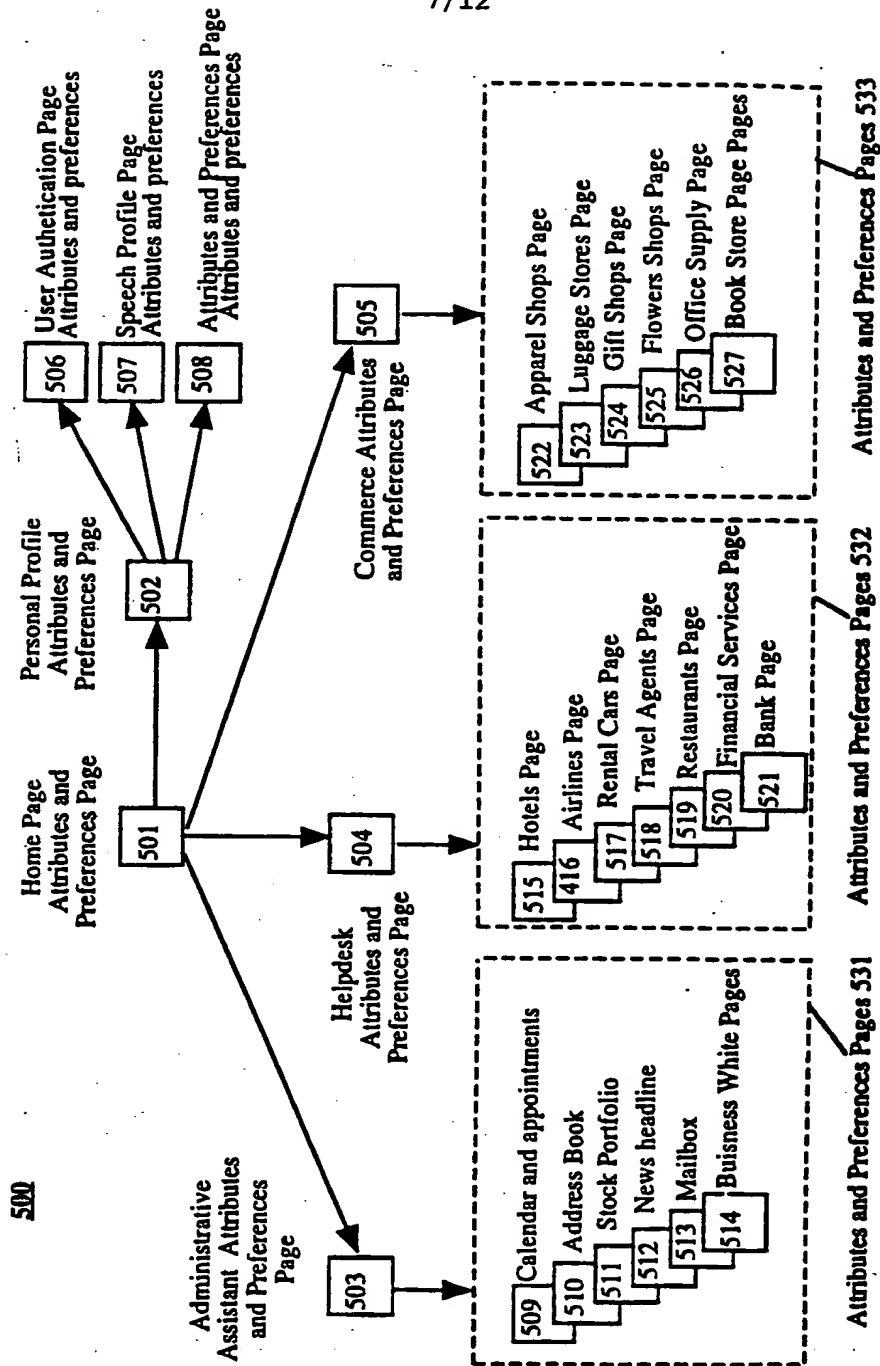 7/12
500
Home Page
Attributes and
Preferences Page
501
Personal Profile
Attributes and
Preferences Page
502
506
User Authetication Page
Attributes and preferences
507
Speech Profile Page
Attributes and preferences
508
Attributes and Preferences Page
Attributes and preferences
Administrative
Assistant Attributes
and Preferences
Page
503
Helpdesk
Attributes and
Preferences Page
504
Commerce Attributes
and Preferences Page
505
509 Calendar and appointments
510 Address Book
511 Stock Portfolio
512 News headline
513 Mailbox
514 Buisness White Pages
Attributes and Preferences Pages 531
515 Hotels Page
416 Airlines Page
517 Rental Cars Page
518 Travel Agents Page
519 Restaurants Page
520 Financial Services Page
521 Bank Page
Attributes and Preferences Pages 532
522 Apparel Shops Page
523 Luggage Stores Page
524 Gift Shops Page
525 Flowers Shops Page
526 Office Supply Page
527 Book Store Page Pages
Attributes and Preferences Pages 533